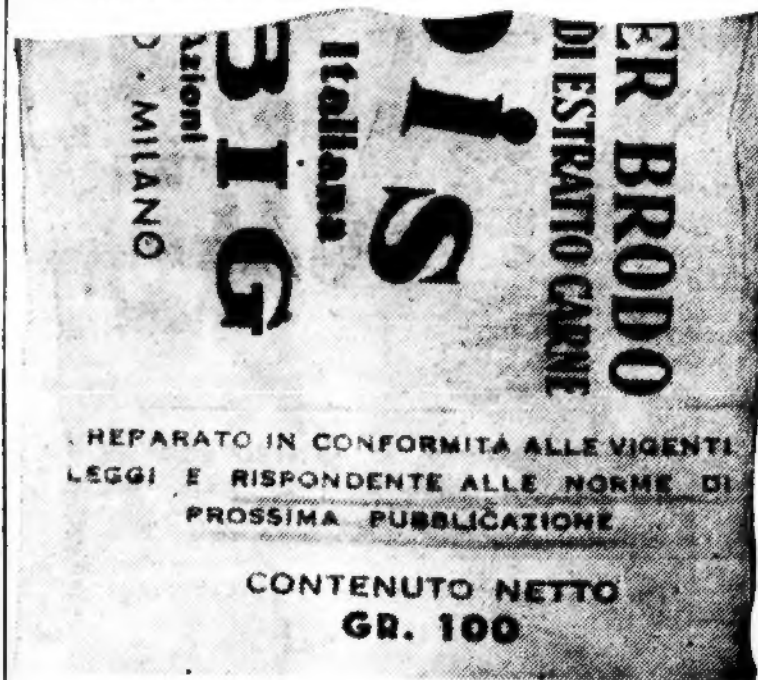 ER BRODO
DI ESTRATTO CARNE
DIS
Italiana
BIG
Azioni
O . MILANO
REPARATO IN CONFORMITÀ ALLE VIGENTI
LEGGI E RISPONDENTE ALLE NORME DI
PROSSIMA PUBBLICAZIONE
CONTENUTO NETTO
GR. 100